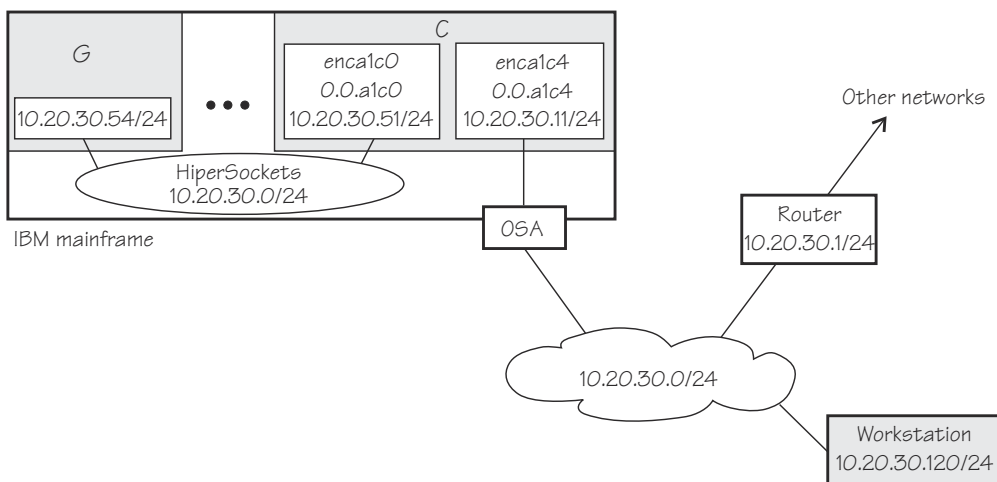 G
10.20.30.54/24
C
enca1c0
0.0.a1c0
10.20.30.51/24
enca1c4
0.0.a1c4
10.20.30.11/24
HiperSockets
10.20.30.0/24
IBM mainframe
OSA
Other networks
Router
10.20.30.1/24
10.20.30.0/24
Workstation
10.20.30.120/24